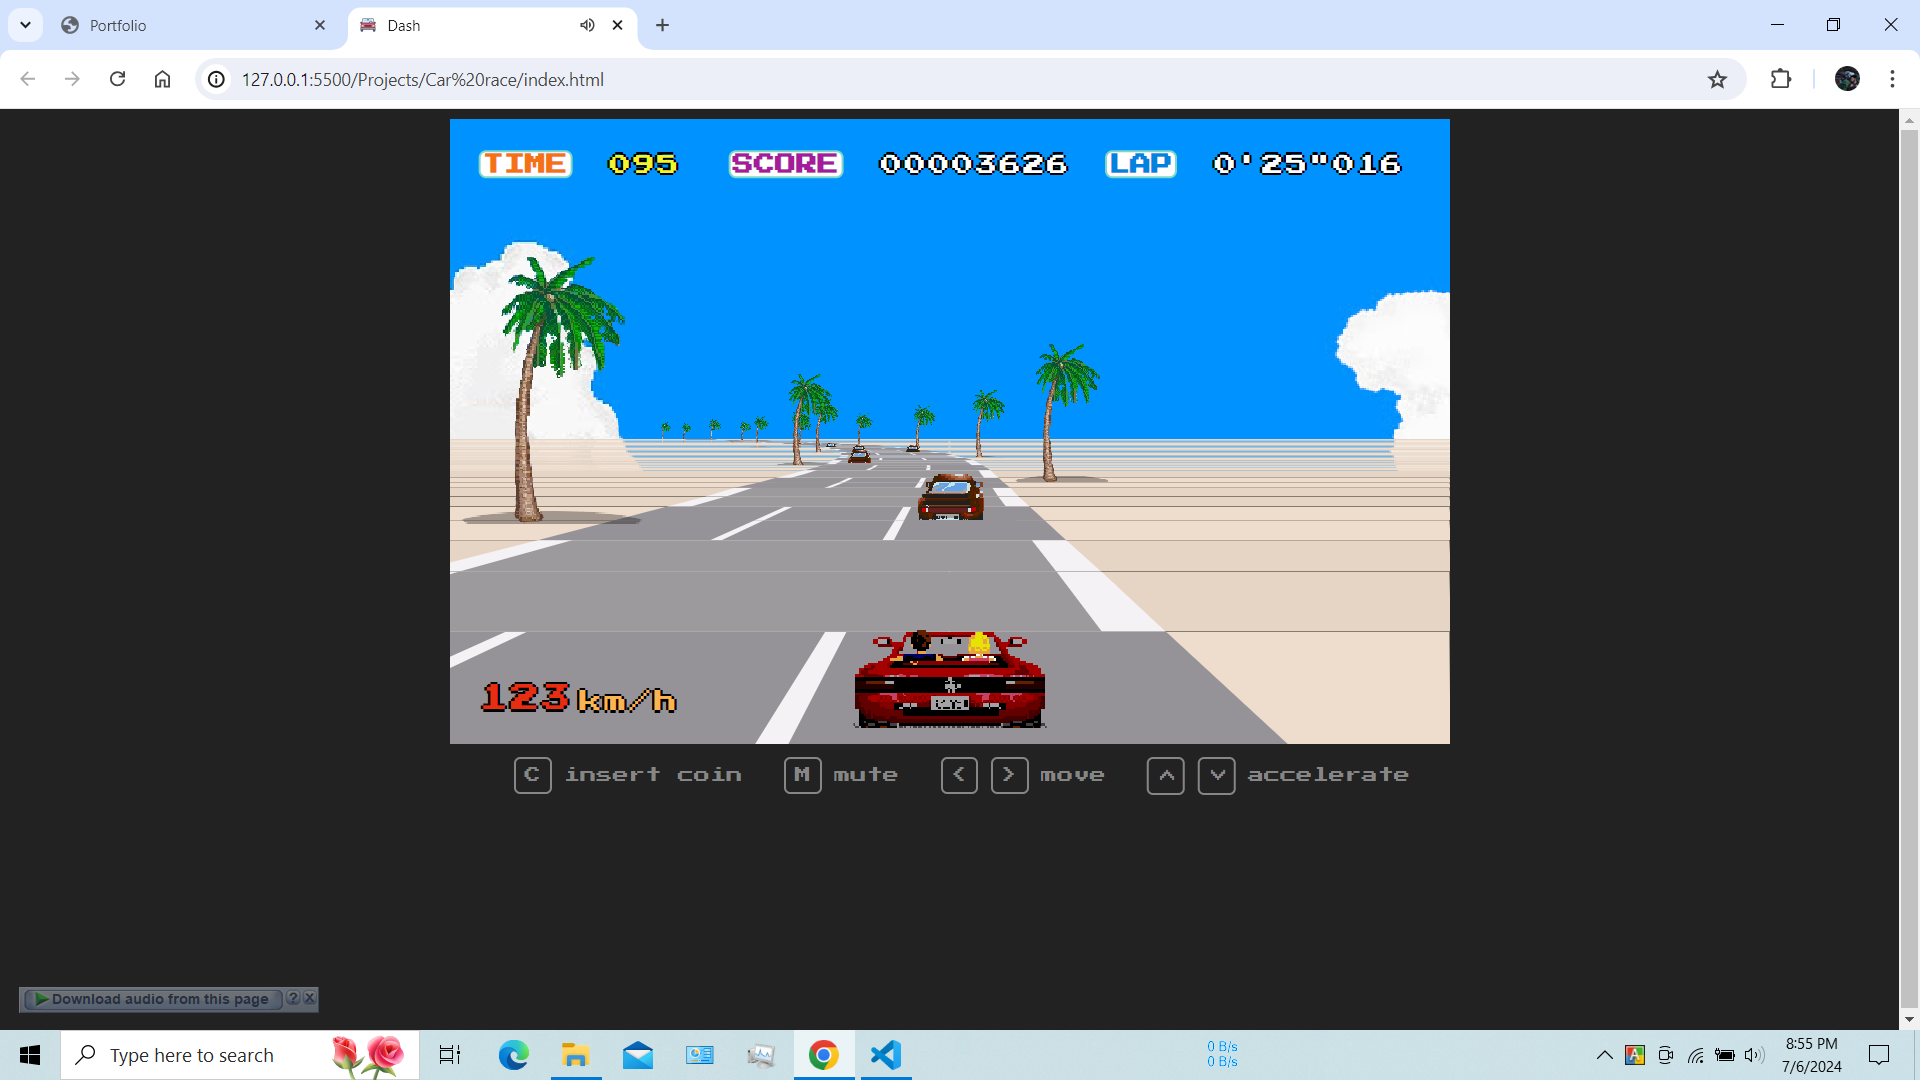 Portfolio
Dash
127.0.0.1:5500/Projects/Car%20race/index.html
TIME 095 SCORE 00003626 LAP 0'25"016
123 km/h
C insert coin M mute < > move ^ v accelerate
Download audio from this page ? X
Type here to search
0 B/s
0 B/s
8:55 PM
7/6/2024